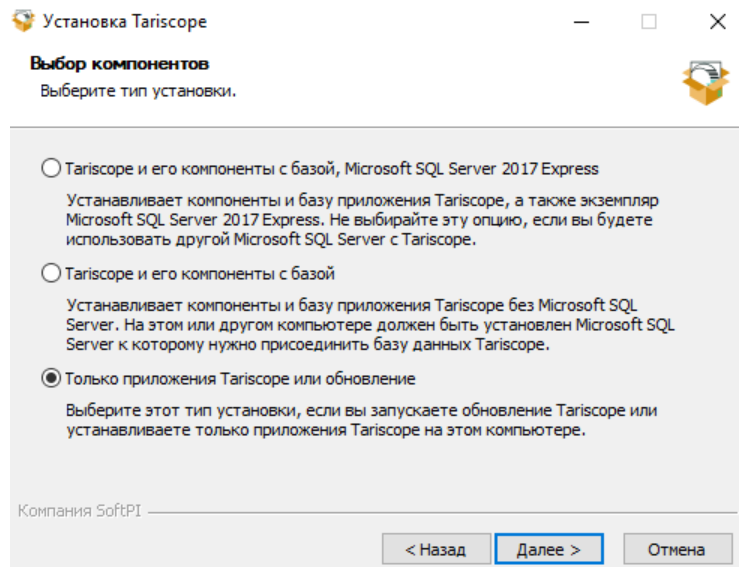 Установка Tariscope
Выбор компонентов
Выберите тип установки.
Tariscope и его компоненты с базой, Microsoft SQL Server 2017 Express
Устанавливает компоненты и базу приложения Tariscope, а также экземпляр
Microsoft SQL Server 2017 Express. Не выбирайте эту опцию, если вы будете
использовать другой Microsoft SQL Server с Tariscope.
Tariscope и его компоненты с базой
Устанавливает компоненты и базу приложения Tariscope без Microsoft SQL
Server. На этом или другом компьютере должен быть установлен Microsoft SQL
Server к которому нужно присоединить базу данных Tariscope.
Только приложения Tariscope или обновление
Выберите этот тип установки, если вы запускаете обновление Tariscope или
устанавливаете только приложения Tariscope на этом компьютере.
Компания SoftPI
< Назад Далее > Отмена